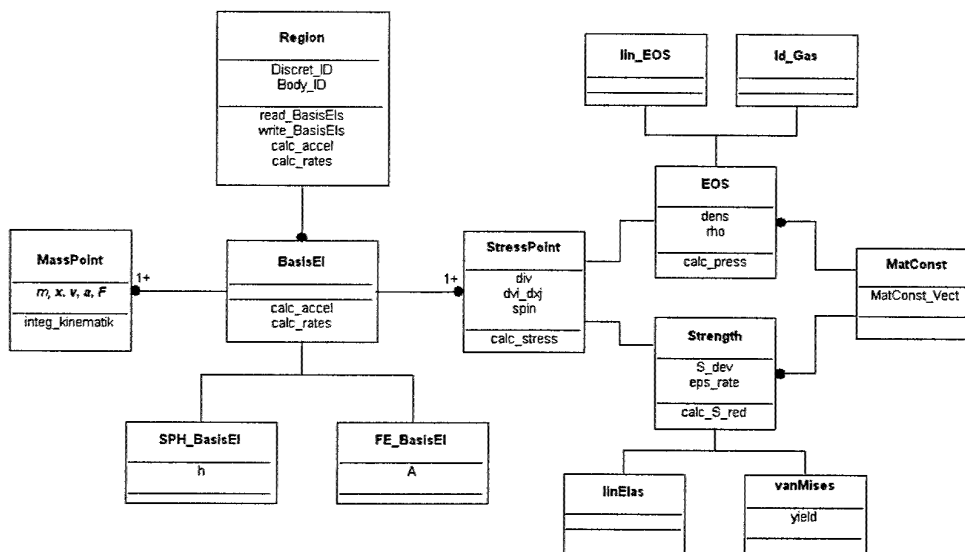 Region
Discret_ID
Body_ID
read_BasisEls
write_BasisEls
calc_accel
calc_rates
lin_EOS
Id_Gas
EOS
dens
rho
calc_press
MassPoint
m, x, v, a, F
integ_kinematik
1+
BasisEl
calc_accel
calc_rates
1+
StressPoint
div
dvi_dxj
spin
calc_stress
MatConst
MatConst_Vect
Strength
S_dev
eps_rate
calc_S_red
SPH_BasisEl
h
FE_BasisEl
A
linElas
vanMises
yield